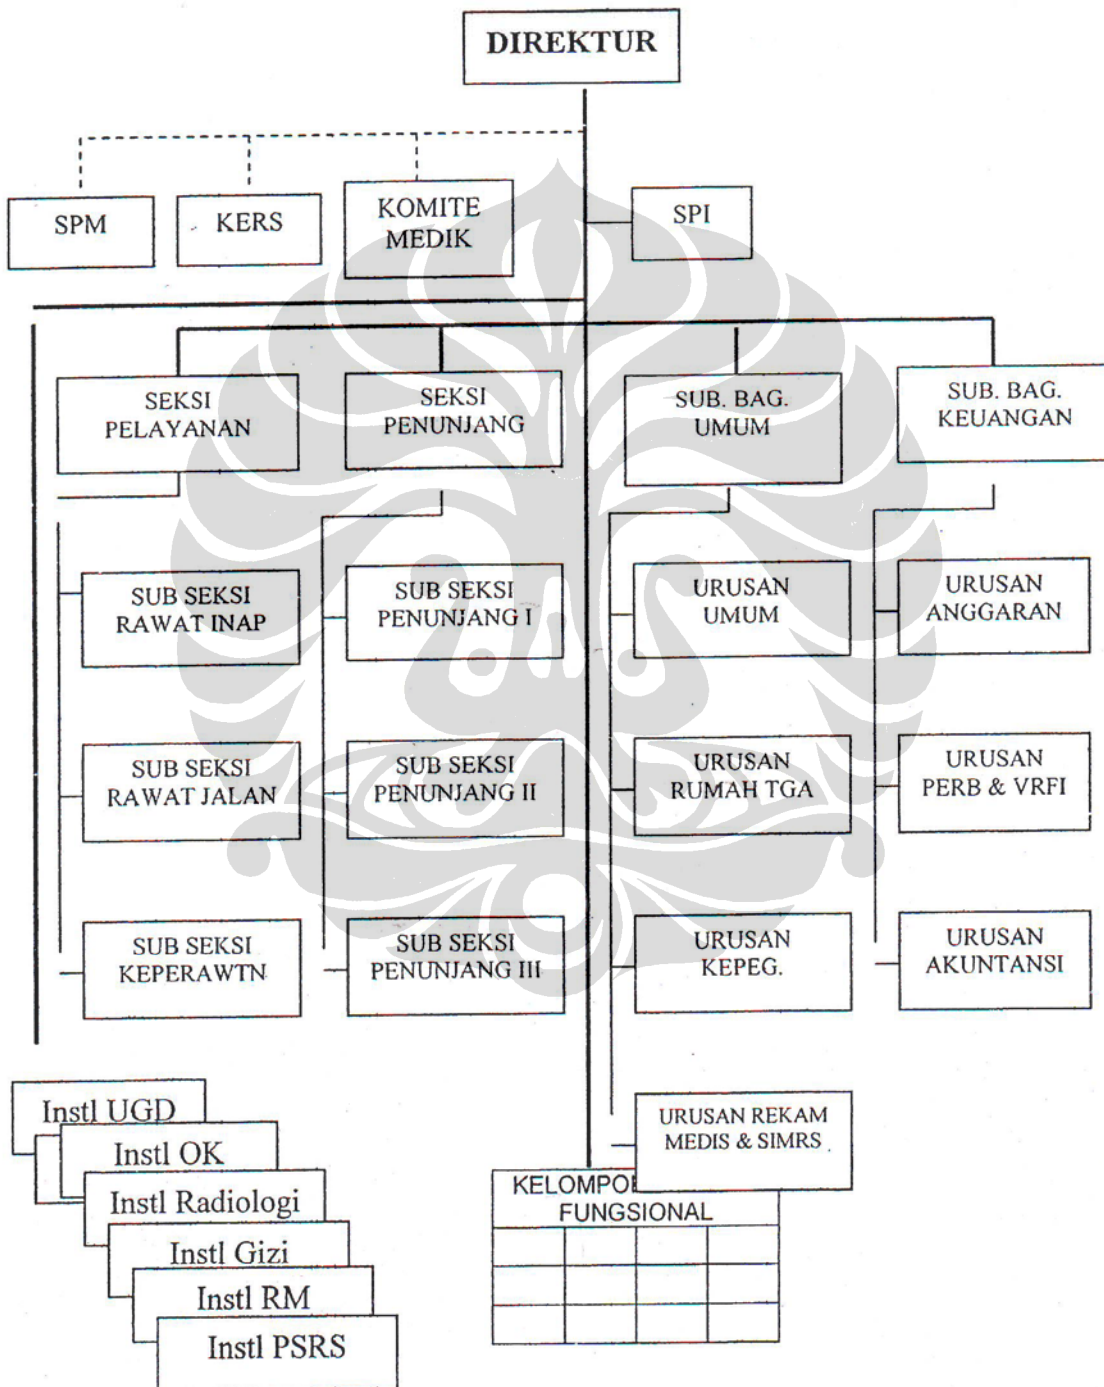 DIREKTUR
SPM
KERS
KOMITE
MEDIK
SPI
SEKSI
PELAYANAN
SEKSI
PENUNJANG
SUB. BAG.
UMUM
SUB. BAG.
KEUANGAN
SUB SEKSI
RAWAT INAP
SUB SEKSI
PENUNJANG I
URUSAN
UMUM
URUSAN
ANGGARAN
SUB SEKSI
RAWAT JALAN
SUB SEKSI
PENUNJANG II
URUSAN
RUMAH TGA
URUSAN
PERB & VRFI
SUB SEKSI
KEPERAWTN
SUB SEKSI
PENUNJANG III
URUSAN
KEPEG.
URUSAN
AKUNTANSI
Instl UGD
Instl OK
Instl Radiologi
Instl Gizi
Instl RM
Instl PSRS
URUSAN REKAM
MEDIS & SIMRS
FUNGSIONAL